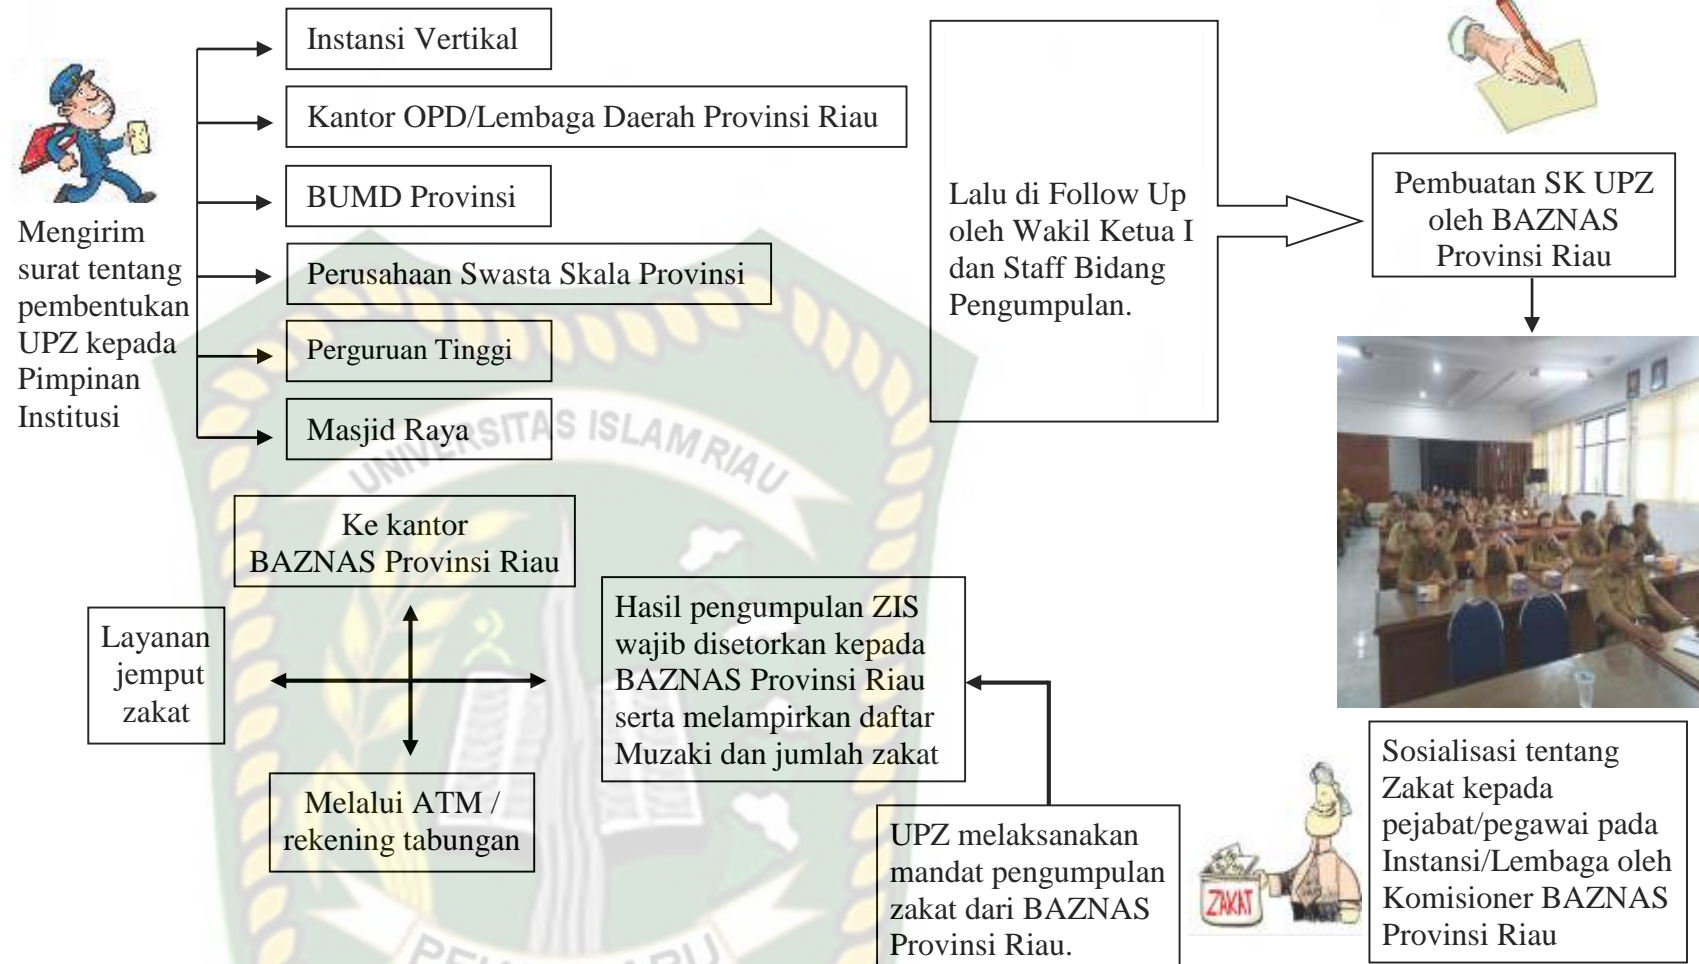 Mengirim
surat tentang
pembentukan
UPZ kepada
Pimpinan
Institusi
Instansi Vertikal
Kantor OPD/Lembaga Daerah Provinsi Riau
BUMD Provinsi
Perusahaan Swasta Skala Provinsi
Perguruan Tinggi
Masjid Raya
Lalu di Follow Up
oleh Wakil Ketua I
dan Staff Bidang
Pengumpulan.
Pembuatan SK UPZ
oleh BAZNAS
Provinsi Riau
Sosialisasi tentang
Zakat kepada
pejabat/pegawai pada
Instansi/Lembaga oleh
Komisioner BAZNAS
Provinsi Riau
ZAKAT
UPZ melaksanakan
mandat pengumpulan
zakat dari BAZNAS
Provinsi Riau.
Hasil pengumpulan ZIS
wajib disetorkan kepada
BAZNAS Provinsi Riau
serta melampirkan daftar
Muzaki dan jumlah zakat
Ke kantor
BAZNAS Provinsi Riau
Layanan
jemput
zakat
Melalui ATM /
rekening tabungan
UNIVERSITAS ISLAM RIAU